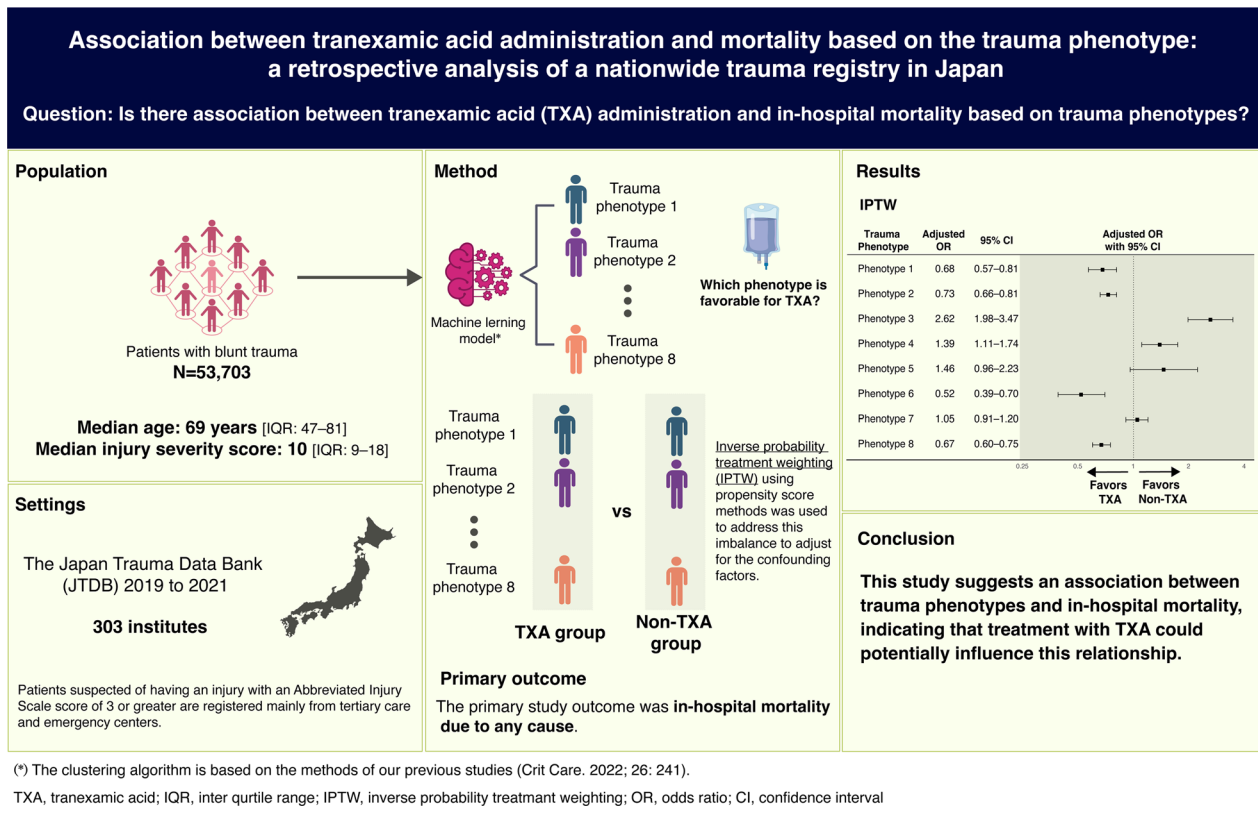 Association between tranexamic acid administration and mortality based on the trauma phenotype:
a retrospective analysis of a nationwide trauma registry in Japan
Question: Is there association between tranexamic acid (TXA) administration and in-hospital mortality based on trauma phenotypes?
Population
Patients with blunt trauma
N=53,703
Median age: 69 years [IQR: 47–81]
Median injury severity score: 10 [IQR: 9–18]
Settings
The Japan Trauma Data Bank
(JTDB) 2019 to 2021
303 institutes
Patients suspected of having an injury with an Abbreviated Injury
Scale score of 3 or greater are registered mainly from tertiary care
and emergency centers.
Method
Machine lerning
model*
Trauma
phenotype 1
Trauma
phenotype 2
Trauma
phenotype 8
Which phenotype is
favorable for TXA?
Trauma
phenotype 1
Trauma
phenotype 2
Trauma
phenotype 8
vs
TXA group
Non-TXA
group
Inverse probability
treatment weighting
(IPTW) using
propensity score
methods was used
to address this
imbalance to adjust
for the confounding
factors.
Primary outcome
The primary study outcome was in-hospital mortality
due to any cause.
Results
IPTW
Trauma Phenotype Adjusted OR 95% CI Adjusted OR with 95% CI
Phenotype 1 0.68 0.57–0.81
Phenotype 2 0.73 0.66–0.81
Phenotype 3 2.62 1.98–3.47
Phenotype 4 1.39 1.11–1.74
Phenotype 5 1.46 0.96–2.23
Phenotype 6 0.52 0.39–0.70
Phenotype 7 1.05 0.91–1.20
Phenotype 8 0.67 0.60–0.75
0.25 0.5 1 2 4
Favors
TXA
Favors
Non-TXA
Conclusion
This study suggests an association between
trauma phenotypes and in-hospital mortality,
indicating that treatment with TXA could
potentially influence this relationship.
(*) The clustering algorithm is based on the methods of our previous studies (Crit Care. 2022; 26: 241).
TXA, tranexamic acid; IQR, inter qurtile range; IPTW, inverse probability treatmant weighting; OR, odds ratio; CI, confidence interval